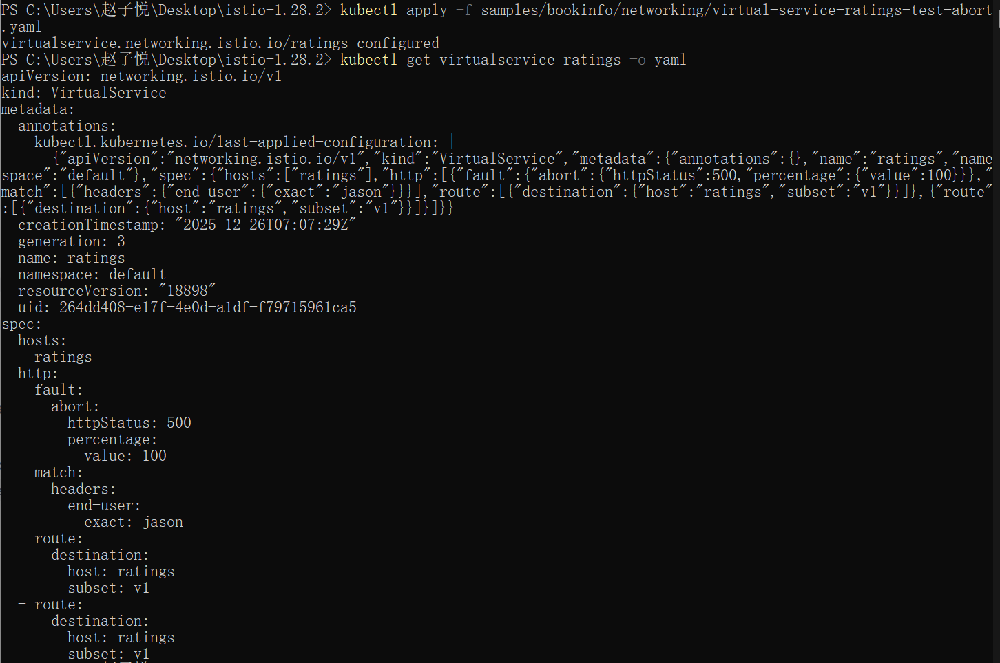 PS C:\Users\赵子悦\Desktop\istio-1.28.2> kubectl apply -f samples/bookinfo/networking/virtual-service-ratings-test-abort
.yaml
virtualservice.networking.istio.io/ratings configured
PS C:\Users\赵子悦\Desktop\istio-1.28.2> kubectl get virtualservice ratings -o yaml
apiVersion: networking.istio.io/v1
kind: VirtualService
metadata:
  annotations:
    kubectl.kubernetes.io/last-applied-configuration: |
      {"apiVersion":"networking.istio.io/v1","kind":"VirtualService","metadata":{"annotations":{},"name":"ratings","name
space":"default"},"spec":{"hosts":["ratings"],"http":[{"fault":{"abort":{"httpStatus":500,"percentage":{"value":100}}},"
match":[{"headers":{"end-user":{"exact":"jason"}}}],"route":[{"destination":{"host":"ratings","subset":"v1"}}]},{"route"
:[{"destination":{"host":"ratings","subset":"v1"}}]}]}}
  creationTimestamp: "2025-12-26T07:07:29Z"
  generation: 3
  name: ratings
  namespace: default
  resourceVersion: "18898"
  uid: 264dd408-e17f-4e0d-a1df-f79715961ca5
spec:
  hosts:
  - ratings
  http:
  - fault:
      abort:
        httpStatus: 500
        percentage:
          value: 100
    match:
    - headers:
        end-user:
          exact: jason
    route:
    - destination:
        host: ratings
        subset: v1
  - route:
    - destination:
        host: ratings
        subset: v1